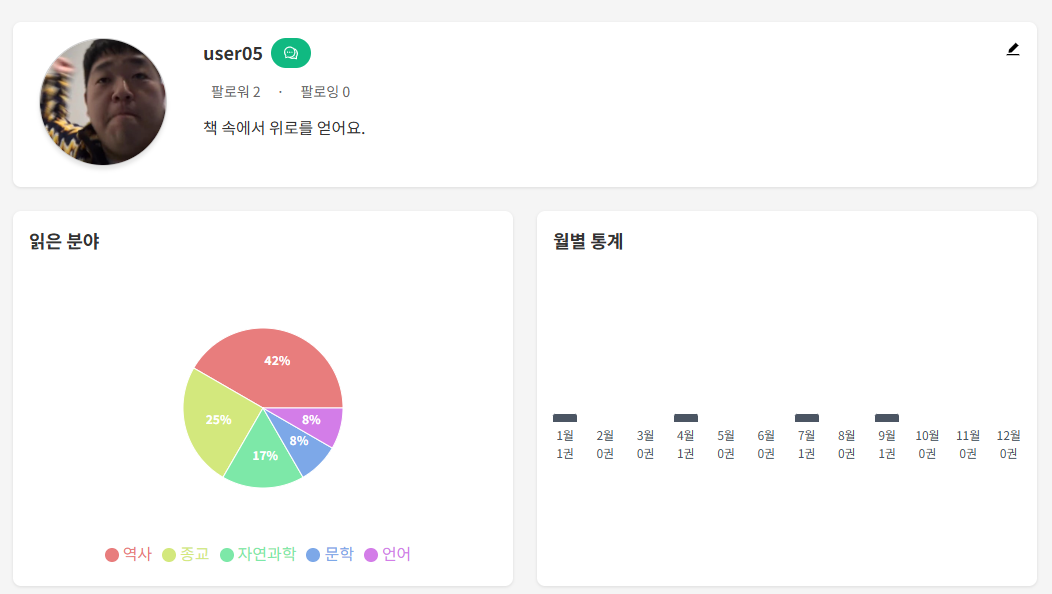 user05
팔로워 2 · 팔로잉 0
책 속에서 위로를 얻어요.
읽은 분야
42%
25%
8%
8%
17%
역사 종교 자연과학 문학 언어
월별 통계
1월 2월 3월 4월 5월 6월 7월 8월 9월 10월 11월 12월
1권 0권 0권 1권 0권 0권 1권 0권 1권 0권 0권 0권